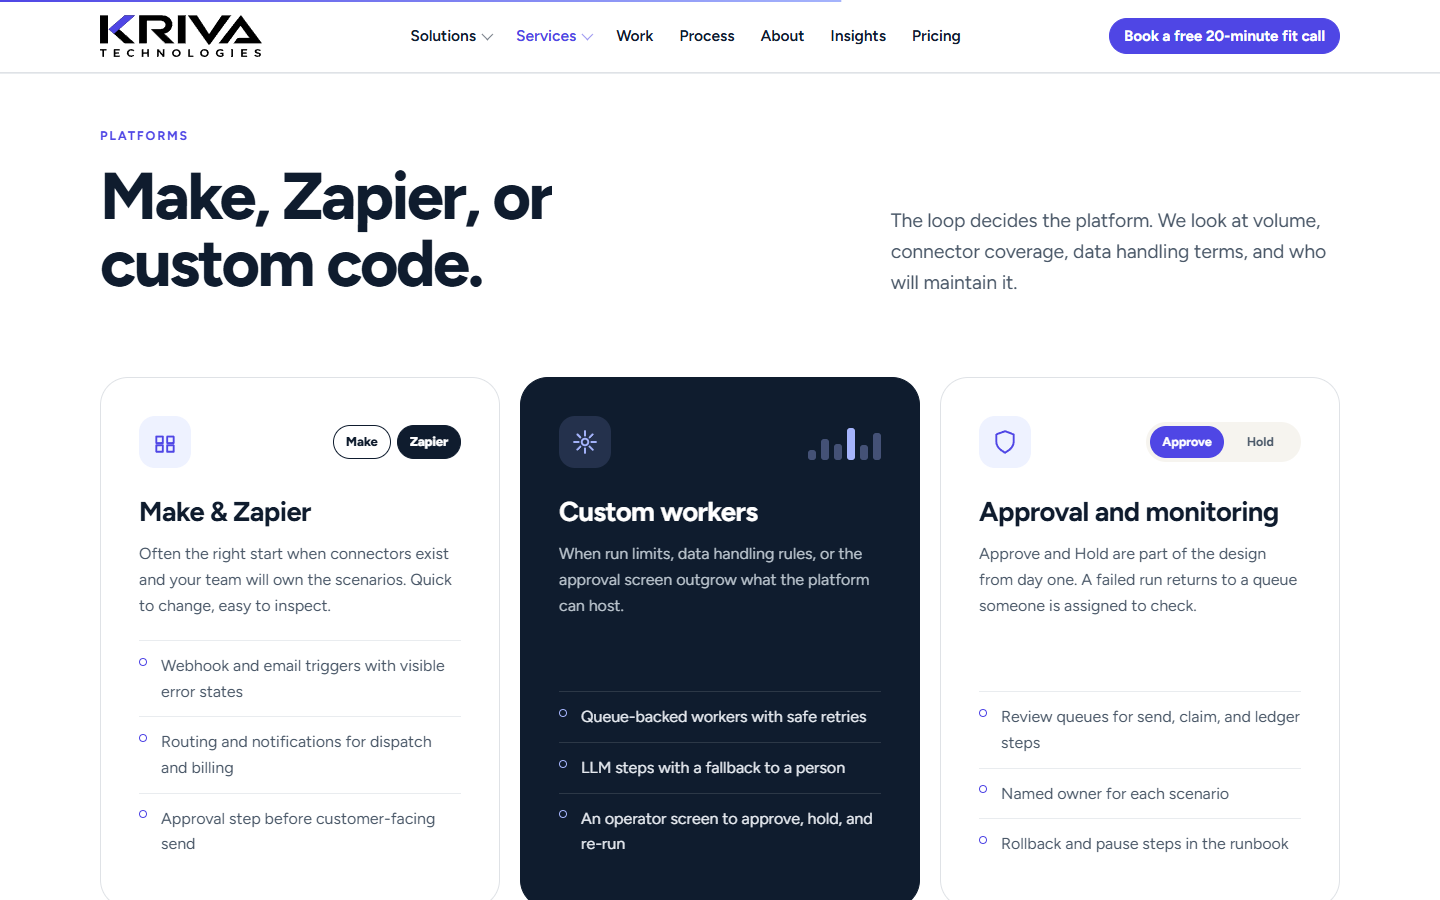 KRIVA
TECHNOLOGIES
Solutions
Services
Work
Process
About
Insights
Pricing
Book a free 20-minute fit call
PLATFORMS
Make, Zapier, or
custom code.
The loop decides the platform. We look at volume,
connector coverage, data handling terms, and who
will maintain it.
Make
Zapier
Make & Zapier
Often the right start when connectors exist
and your team will own the scenarios. Quick
to change, easy to inspect.
Webhook and email triggers with visible
error states
Routing and notifications for dispatch
and billing
Approval step before customer-facing
send
Custom workers
When run limits, data handling rules, or the
approval screen outgrow what the platform
can host.
Queue-backed workers with safe retries
LLM steps with a fallback to a person
An operator screen to approve, hold, and
re-run
Approve
Hold
Approval and monitoring
Approve and Hold are part of the design
from day one. A failed run returns to a queue
someone is assigned to check.
Review queues for send, claim, and ledger
steps
Named owner for each scenario
Rollback and pause steps in the runbook